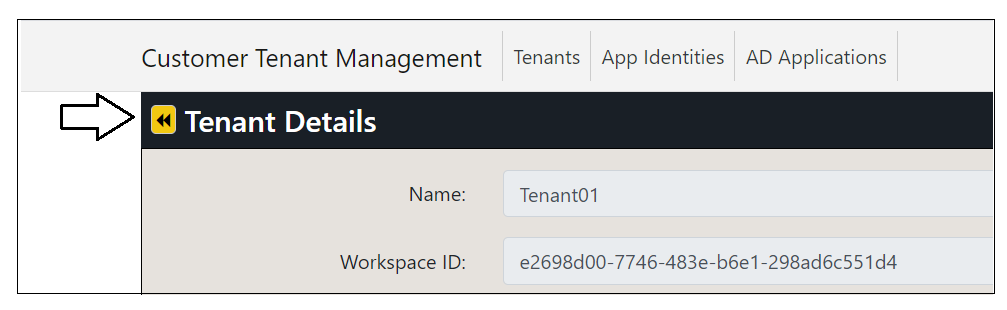 Customer Tenant Management Tenants App Identities AD Applications
Tenant Details
Name: Tenant01
Workspace ID: e2698d00-7746-483e-b6e1-298ad6c551d4